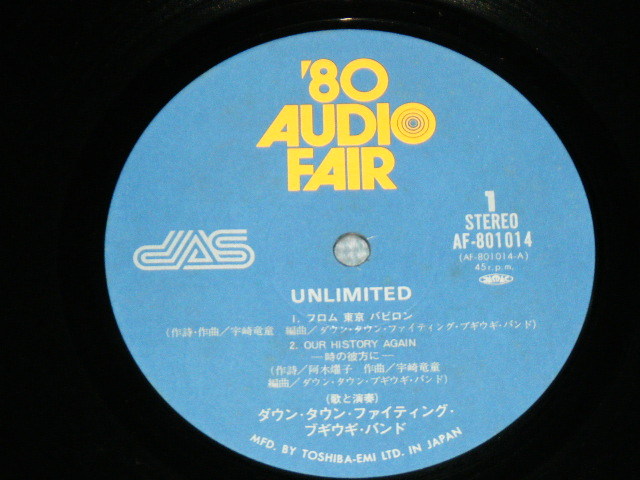 '80
AUDIO
FAIR
JAS
1
STEREO
AF-801014
(AF-801014-A)
45r.p.m.
UNLIMITED
1. フロム 東京 バビロン
(作詩・作曲/宇崎竜童 編曲/ダウン・タウン・ファイティング・ブギウギ・バンド)
2. OUR HISTORY AGAIN
—時の彼方に—
(作詩/阿木燿子 作曲/宇崎竜童
編曲/ダウン・タウン・ブギウギ・バンド)
(歌と演奏)
ダウン・タウン・ファイティング・
ブギウギ・バンド
MFD. BY TOSHIBA-EMI LTD. IN JAPAN